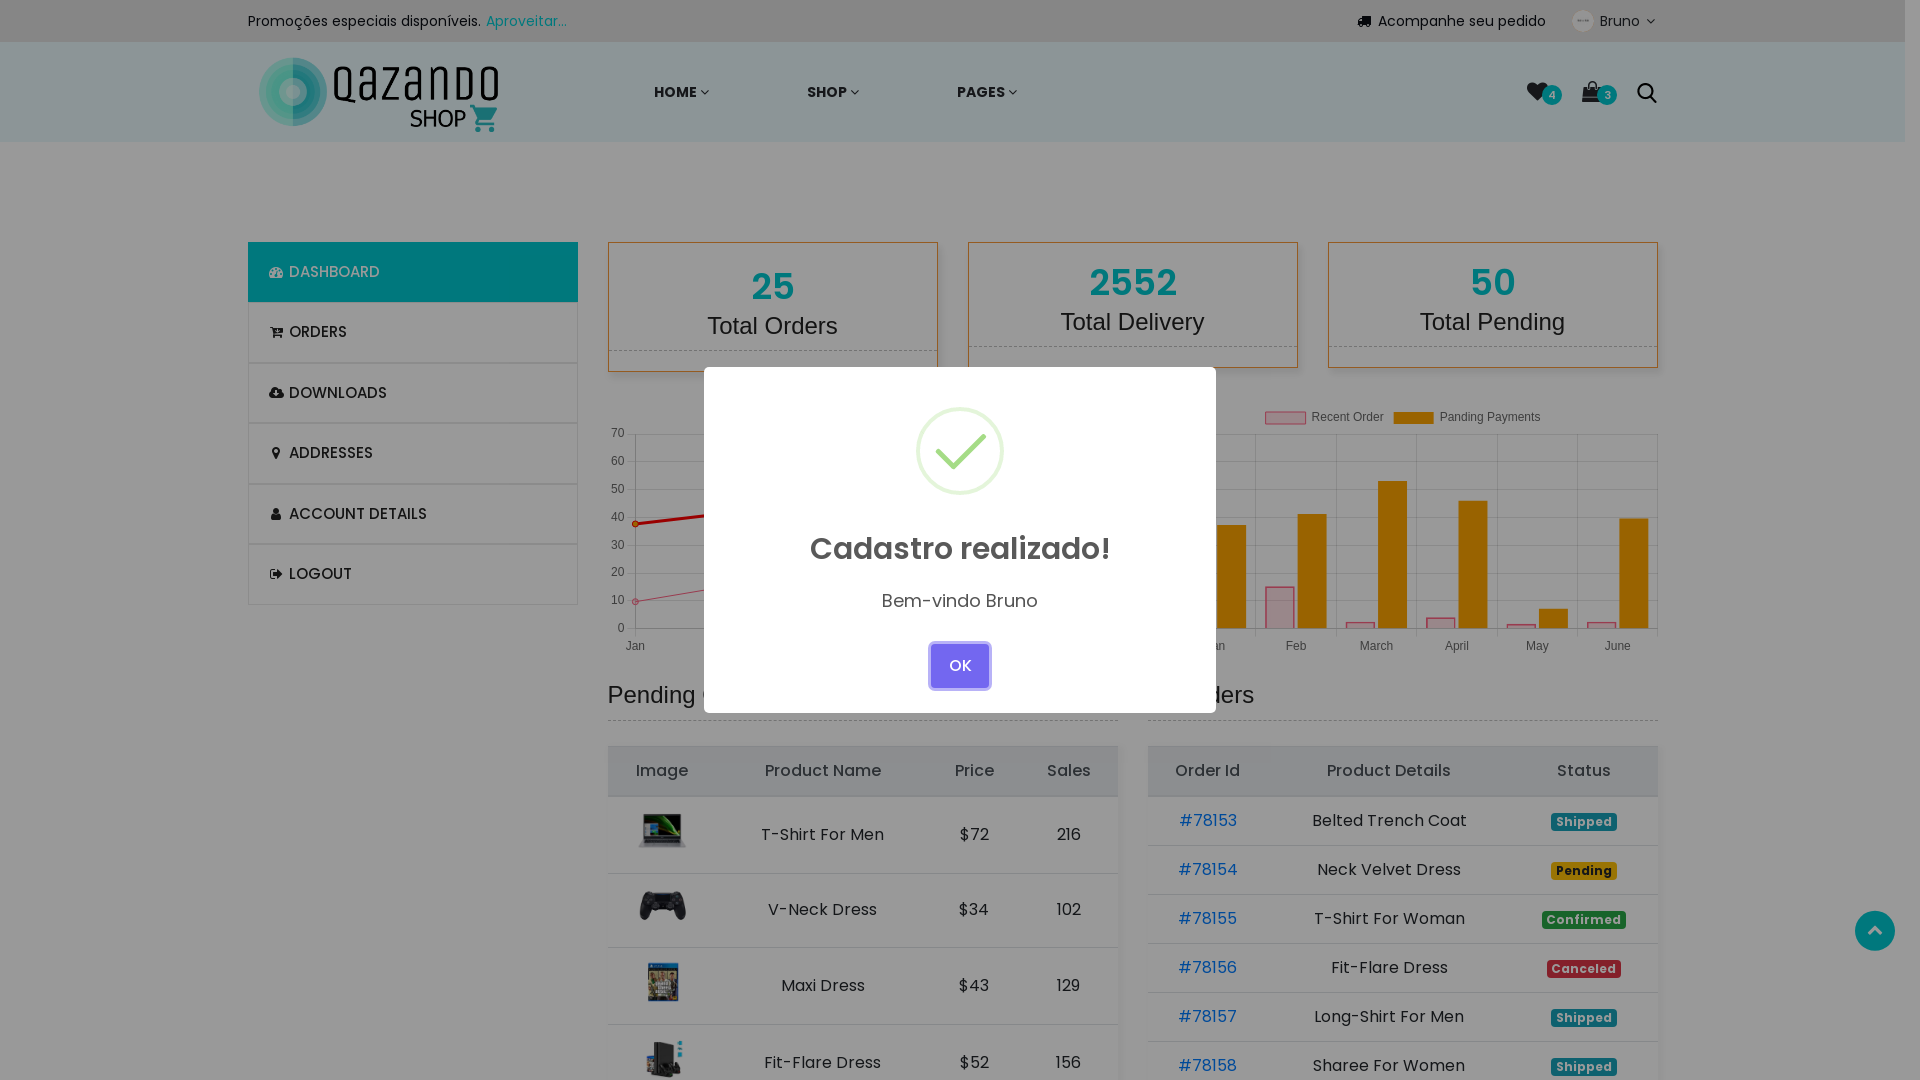 Promoções especiais disponíveis. Aproveitar...
Acompanhe seu pedido
Bruno
Qazando
SHOP
HOME
SHOP
PAGES
4
3
DASHBOARD
ORDERS
DOWNLOADS
ADDRESSES
ACCOUNT DETAILS
LOGOUT
25
Total Orders
2552
Total Delivery
50
Total Pending
Recent Order
Panding Payments
70
60
50
40
30
20
10
0
Jan
Feb
March
April
May
June
Cadastro realizado!
Bem-vindo Bruno
OK
Pending
Image Product Name Price Sales
T-Shirt For Men $72 216
V-Neck Dress $34 102
Maxi Dress $43 129
Fit-Flare Dress $52 156
Order Id Product Details Status
#78153 Belted Trench Coat Shipped
#78154 Neck Velvet Dress Pending
#78155 T-Shirt For Woman Confirmed
#78156 Fit-Flare Dress Canceled
#78157 Long-Shirt For Men Shipped
#78158 Sharee For Women Shipped